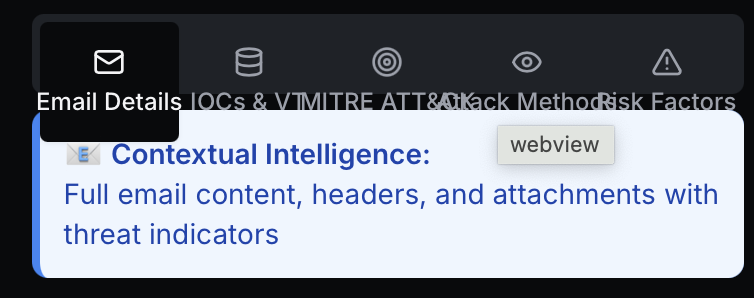 Email Details
IOCs & VT
MITRE ATT&CK
Attack Methods
Risk Factors
webview
Contextual Intelligence:
Full email content, headers, and attachments with
threat indicators